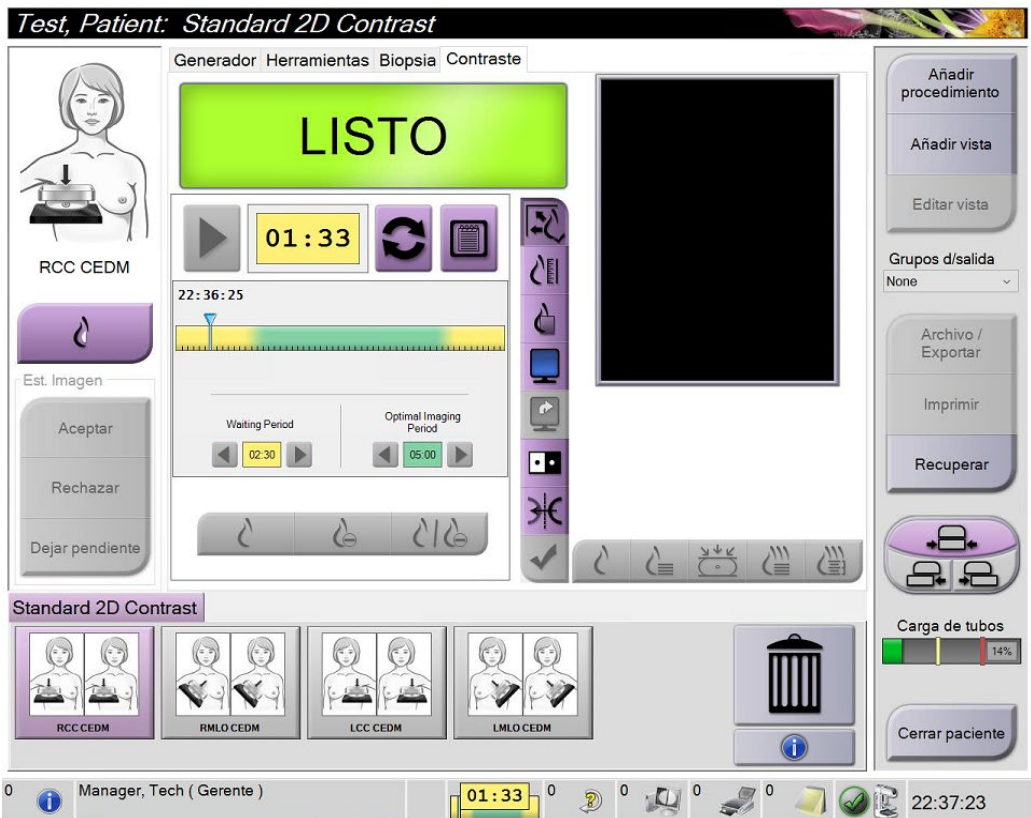 Test, Patient: Standard 2D Contrast
Generador Herramientas Biopsia Contraste
LISTO
RCC CEDM
01:33
22:36:25
Waiting Period
02:30
Optimal Imaging
Period
05:00
Est. Imagen
Aceptar
Rechazar
Dejar pendiente
Añadir
procedimiento
Añadir vista
Editar vista
Grupos d/salida
None
Archivo /
Exportar
Imprimir
Recuperar
Carga de tubos
14%
Cerrar paciente
Standard 2D Contrast
RCC CEDM
RMLO CEDM
LCC CEDM
LMLO CEDM
0 Manager, Tech ( Gerente ) 01:33 0 0 0 0 22:37:23